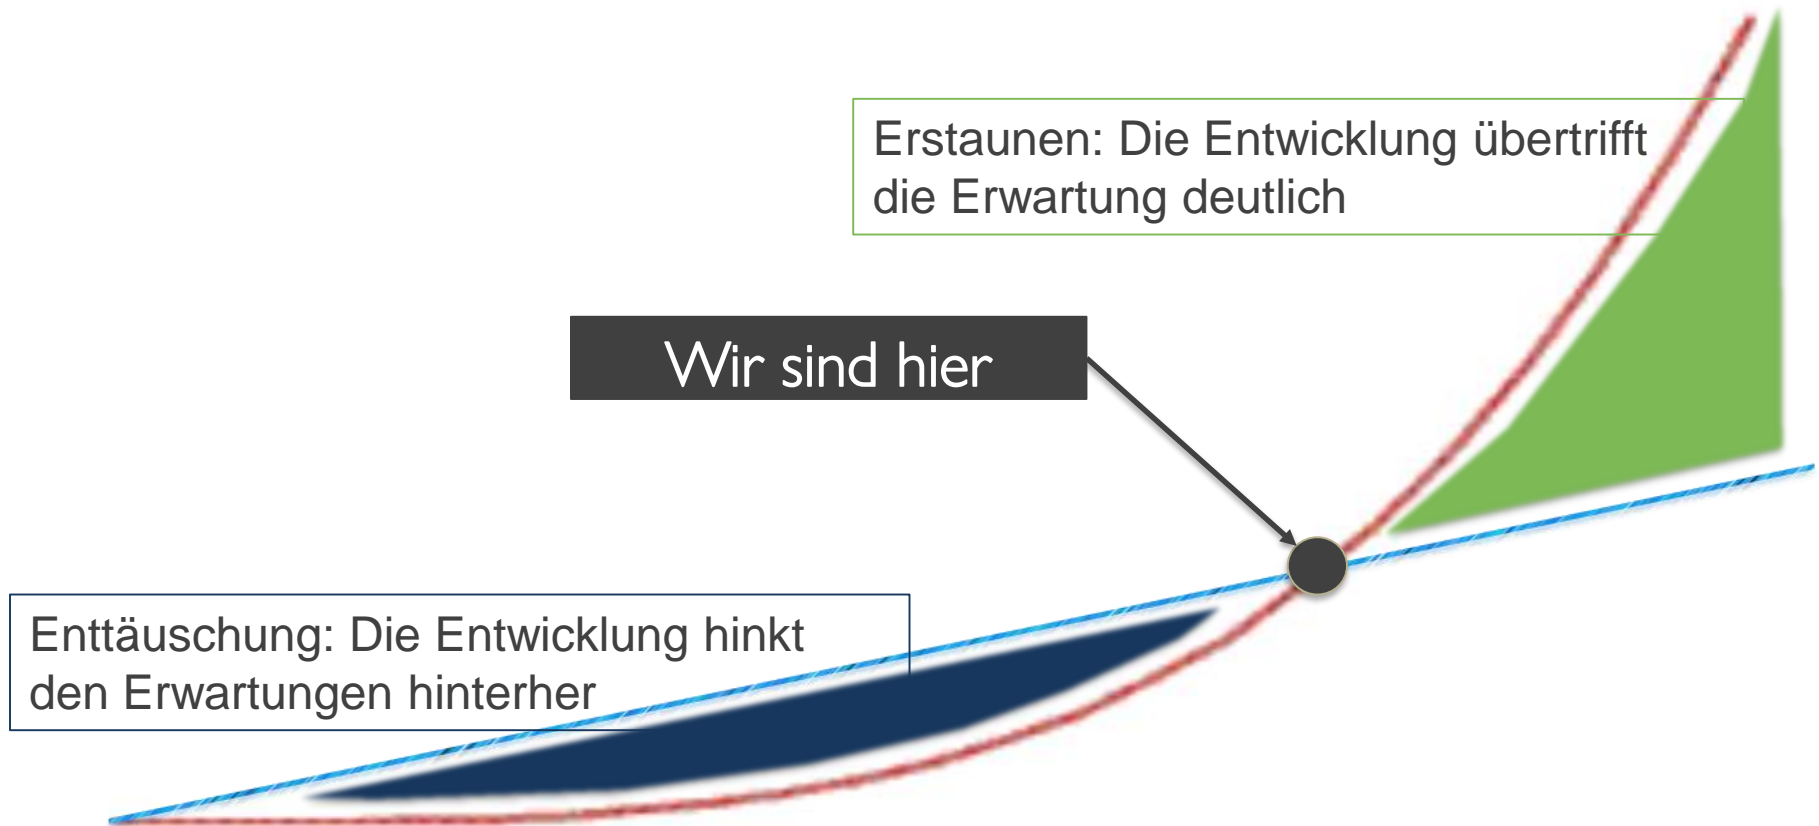 Erstaunen: Die Entwicklung übertrifft
die Erwartung deutlich
Wir sind hier
Enttäuschung: Die Entwicklung hinkt
den Erwartungen hinterher